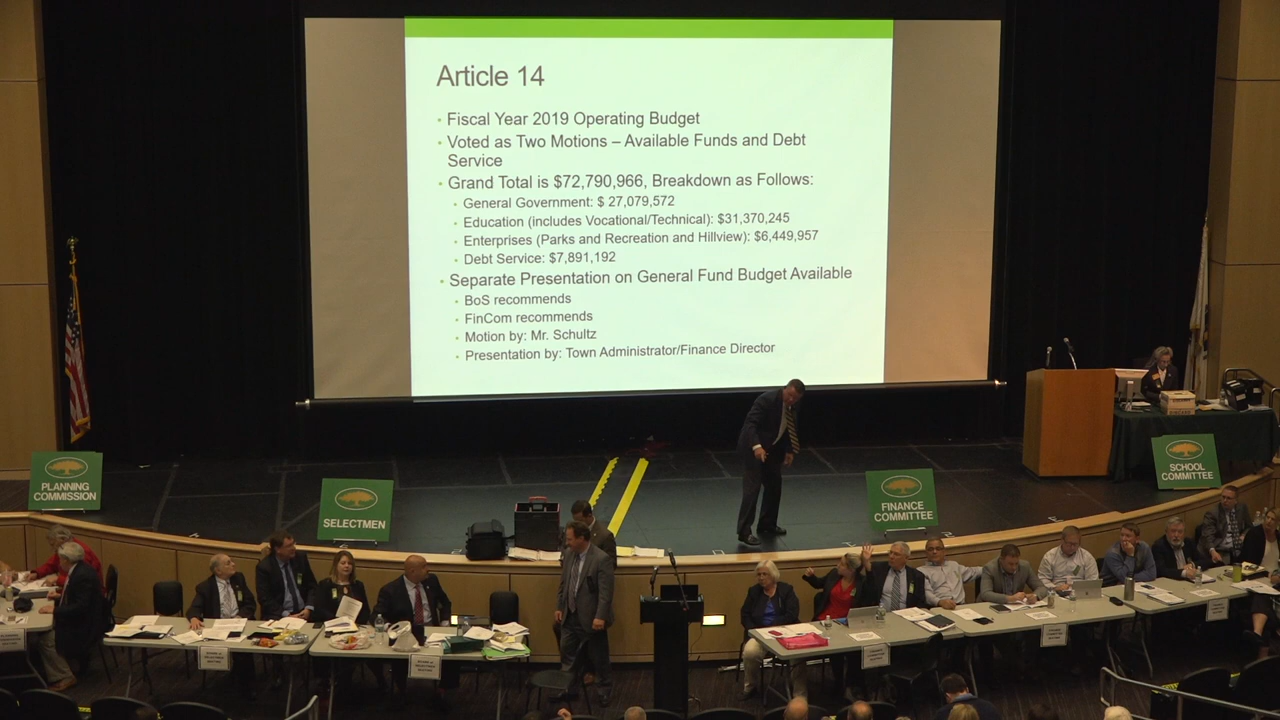 Article 14
• Fiscal Year 2019 Operating Budget
• Voted as Two Motions – Available Funds and Debt
Service
• Grand Total is $72,790,966, Breakdown as Follows:
• General Government: $ 27,079,572
• Education (includes Vocational/Technical): $31,370,245
• Enterprises (Parks and Recreation and Hillview): $6,449,957
• Debt Service: $7,891,192
• Separate Presentation on General Fund Budget Available
• BoS recommends
• FinCom recommends
• Motion by: Mr. Schultz
• Presentation by: Town Administrator/Finance Director
PLANNING
COMMISSION
SELECTMEN
FINANCE
COMMITTEE
SCHOOL
COMMITTEE